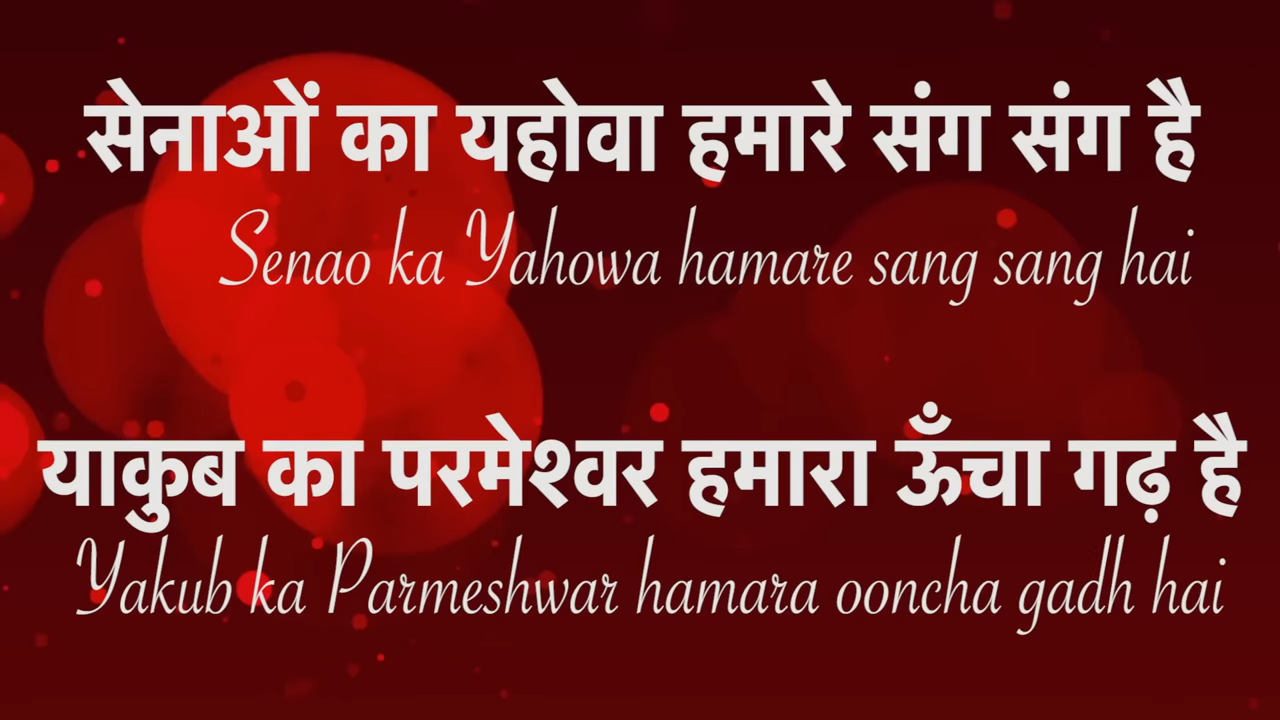 सेनाओं का यहोवा हमारे संग संग है
Senao ka Yahowa hamare sang sang hai
याकुब का परमेश्वर हमारा ऊँचा गढ़ है
Yakub ka Parmeshwar hamara ooncha gadh hai